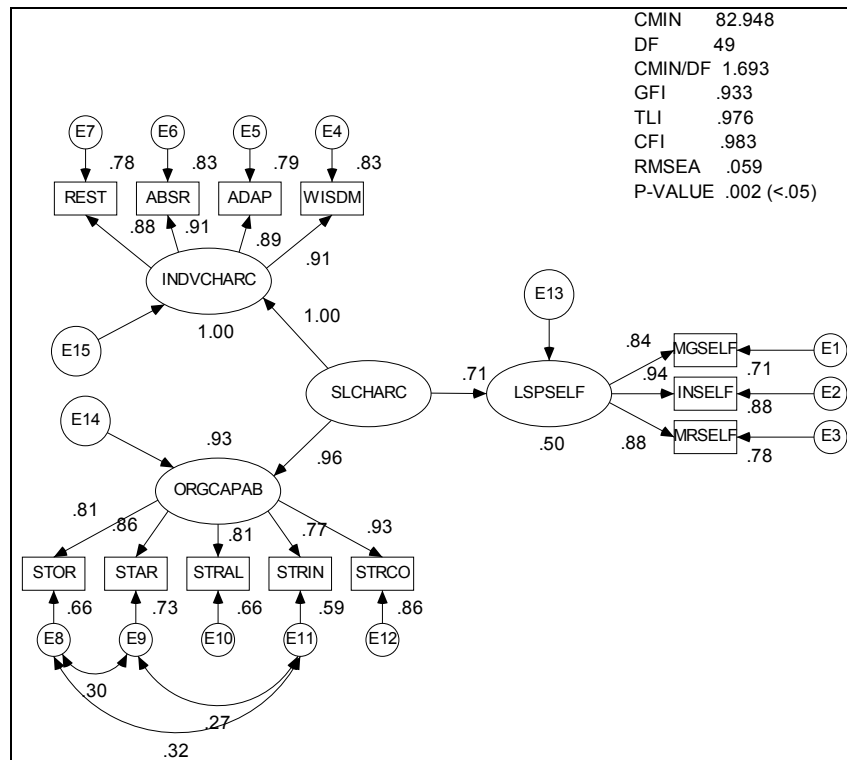 CMIN 82.948
DF 49
CMIN/DF 1.693
GFI .933
TLI .976
CFI .983
RMSEA .059
P-VALUE .002 (<.05)
E7 E6 E5 E4
.78 .83 .79 .83
REST ABSR ADAP WISDM
.88 .91 .89 .91
INDVCHARC
1.00 1.00
E15
E13
SLCHARC
.71
LSPSELF
.50
.84 MGSELF E1
.71
.94 INSELF E2
.88
.88 MRSELF E3
.78
E14
.93
.96
ORGCAPAB
.81 .86 .81 .77 .93
STOR STAR STRAL STRIN STRCO
.66 .73 .66 .59 .86
E8 E9 E10 E11 E12
.30
.27
.32